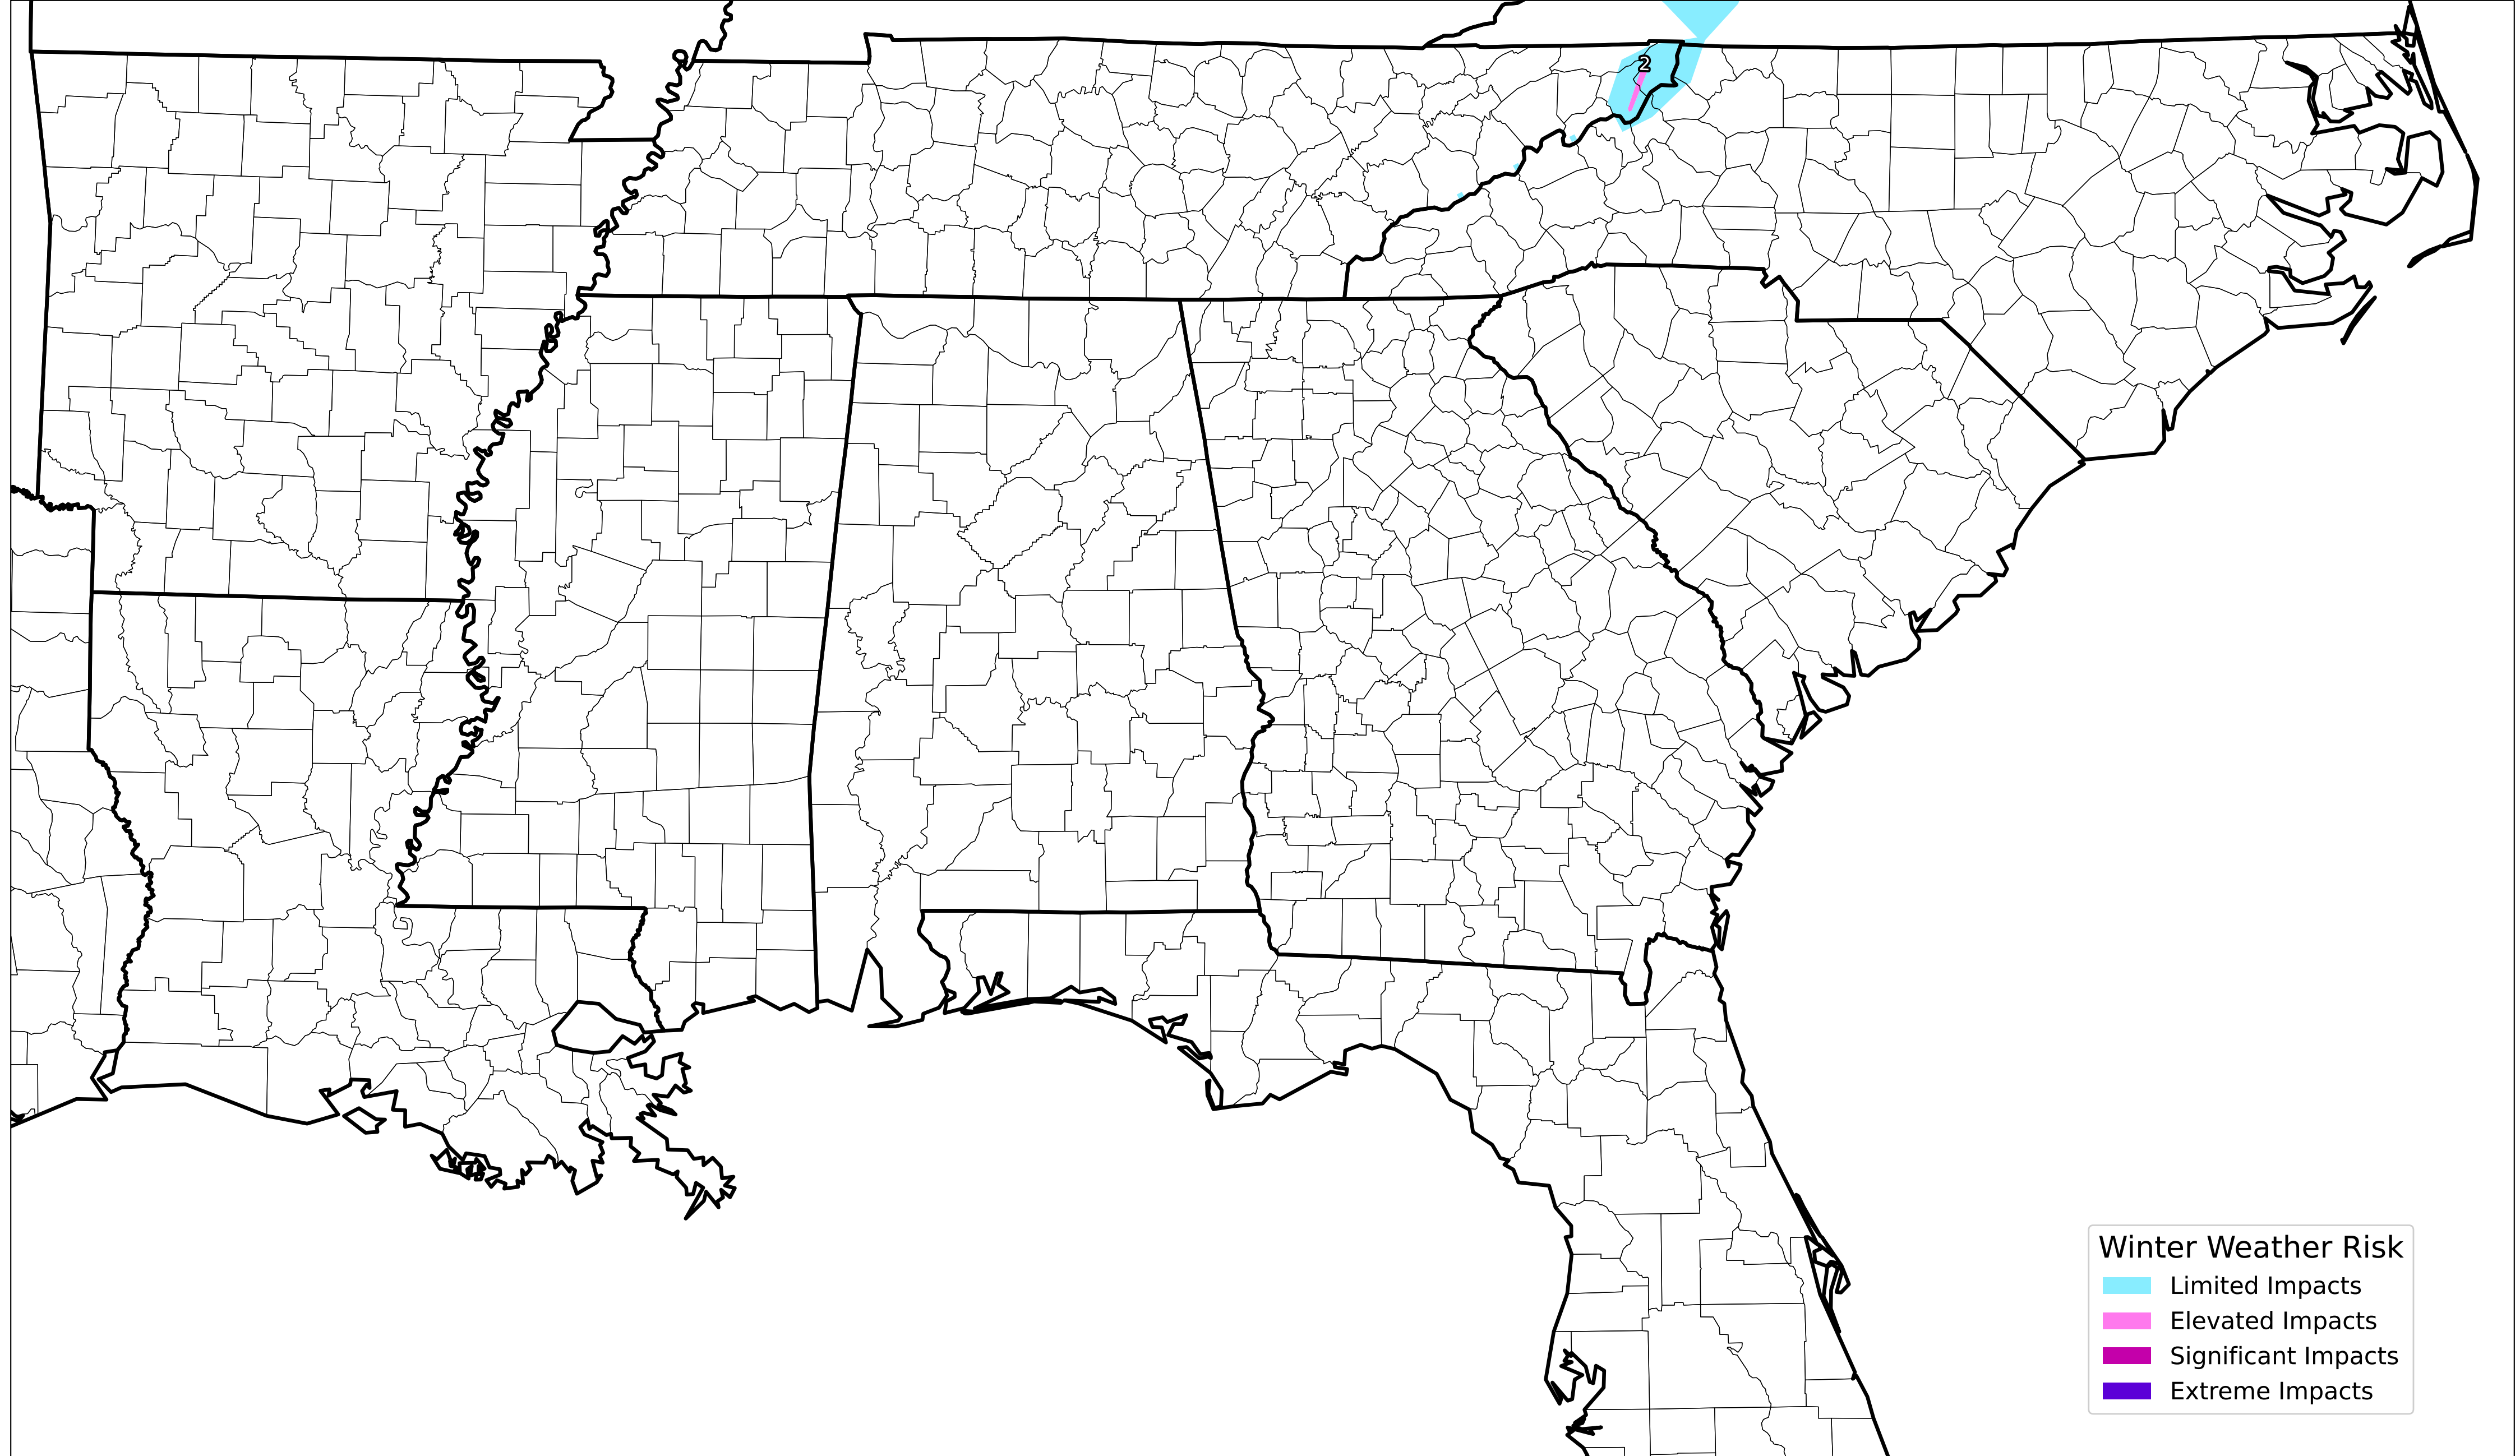 2
Winter Weather Risk
Limited Impacts
Elevated Impacts
Significant Impacts
Extreme Impacts